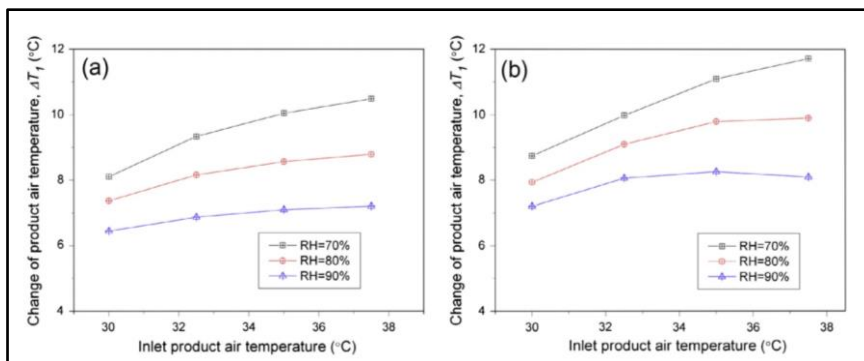 (a)
Change of product air temperature, ΔT₁ (°C)
12
10
8
6
4
RH=70%
RH=80%
RH=90%
30 32 34 36 38
Inlet product air temperature (°C)
(b)
Change of product air temperature, ΔT₁ (°C)
12
10
8
6
4
RH=70%
RH=80%
RH=90%
30 32 34 36 38
Inlet product air temperature (°C)